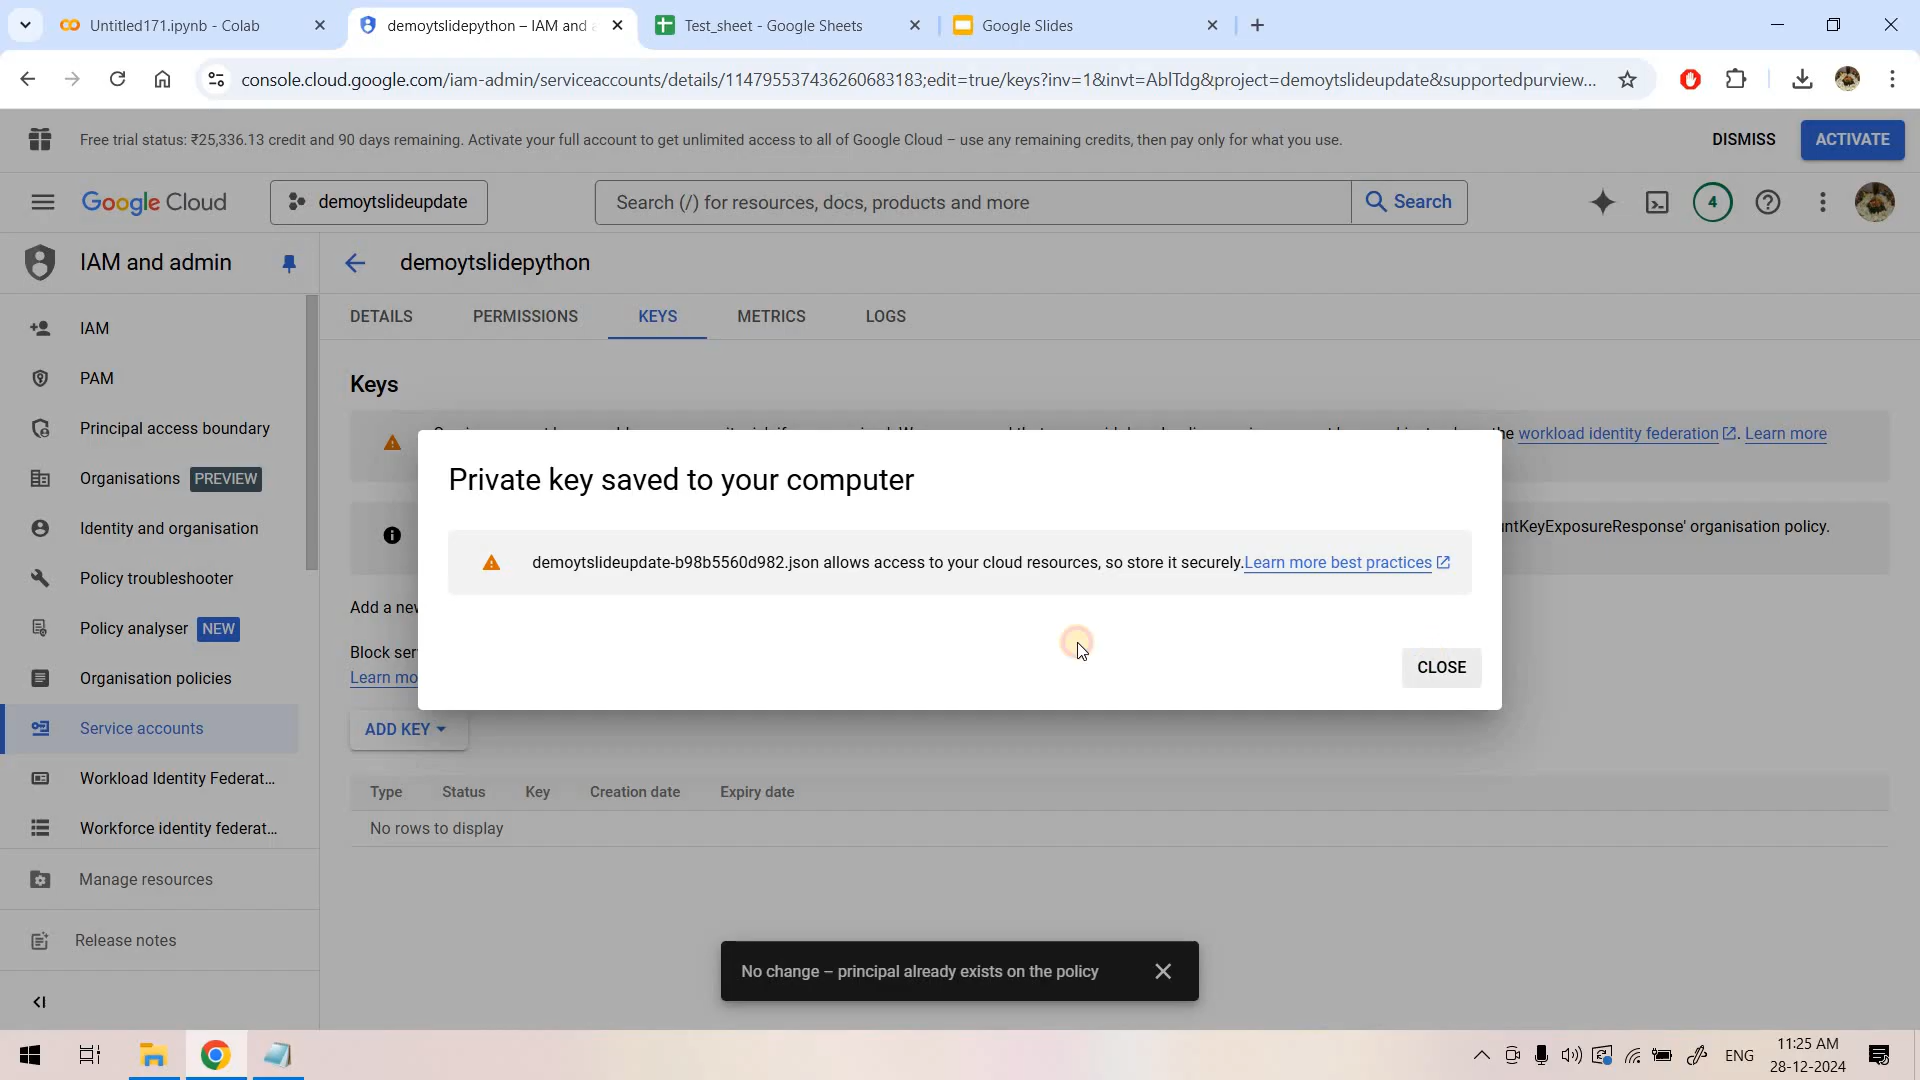 Untitled171.ipynb - Colab
demoytslidepython – IAM and a
Test_sheet - Google Sheets
Google Slides
console.cloud.google.com/iam-admin/serviceaccounts/details/114795537436260683183;edit=true/keys?inv=1&invt=AblTdg&project=demoytslideupdate&supportedpurview...
Free trial status: ₹25,336.13 credit and 90 days remaining. Activate your full account to get unlimited access to all of Google Cloud – use any remaining credits, then pay only for what you use.
DISMISS
ACTIVATE
Google Cloud
demoytslideupdate
Search (/) for resources, docs, products and more
Search
4
IAM and admin
demoytslidepython
DETAILS
PERMISSIONS
KEYS
METRICS
LOGS
IAM
PAM
Principal access boundary
Organisations PREVIEW
Identity and organisation
Policy troubleshooter
Policy analyser NEW
Organisation policies
Service accounts
Workload Identity Federat...
Workforce identity federat...
Manage resources
Release notes
Keys
workload identity federation. Learn more
ntKeyExposureResponse' organisation policy.
Add a new
Block ser
Learn mo
Private key saved to your computer
demoytslideupdate-b98b5560d982.json allows access to your cloud resources, so store it securely. Learn more best practices
CLOSE
ADD KEY
Type Status Key Creation date Expiry date
No rows to display
No change – principal already exists on the policy
ENG
11:25 AM
28-12-2024